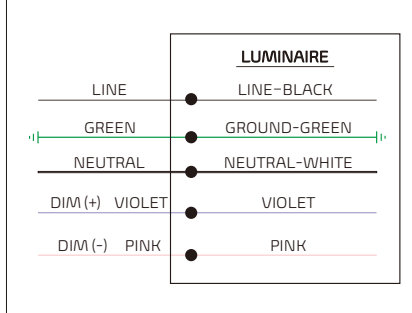 LUMINAIRE
LINE LINE-BLACK
GREEN GROUND-GREEN
NEUTRAL NEUTRAL-WHITE
DIM (+) VIOLET VIOLET
DIM (-) PINK PINK